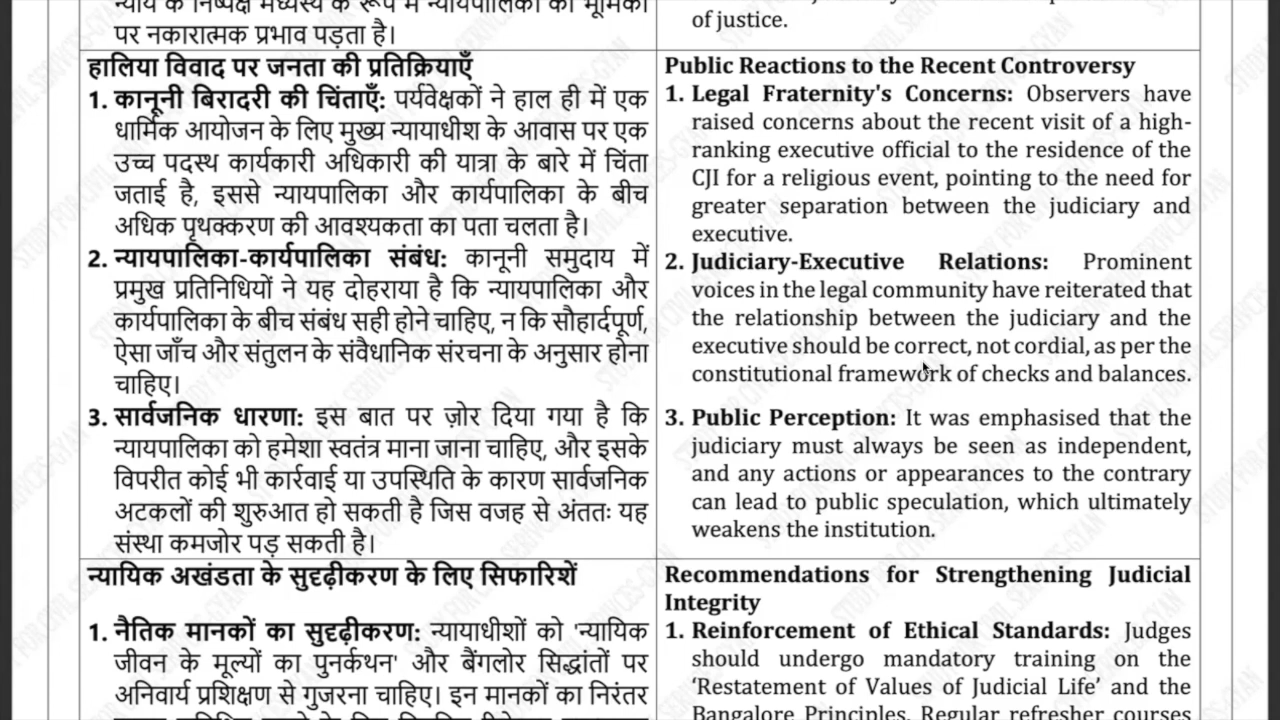 न्याय के निष्पक्ष मध्यस्थ के रूप में न्यायपालिका की भूमिका
पर नकारात्मक प्रभाव पड़ता है।
of justice.
हालिया विवाद पर जनता की प्रतिक्रियाएँ
1. कानूनी बिरादरी की चिंताएँ: पर्यवेक्षकों ने हाल ही में एक
धार्मिक आयोजन के लिए मुख्य न्यायाधीश के आवास पर एक
उच्च पदस्थ कार्यकारी अधिकारी की यात्रा के बारे में चिंता
जताई है, इससे न्यायपालिका और कार्यपालिका के बीच
अधिक पृथक्करण की आवश्यकता का पता चलता है।
2. न्यायपालिका-कार्यपालिका संबंध: कानूनी समुदाय में
प्रमुख प्रतिनिधियों ने यह दोहराया है कि न्यायपालिका और
कार्यपालिका के बीच संबंध सही होने चाहिए, न कि सौहार्दपूर्ण,
ऐसा जाँच और संतुलन के संवैधानिक संरचना के अनुसार होना
चाहिए।
3. सार्वजनिक धारणा: इस बात पर ज़ोर दिया गया है कि
न्यायपालिका को हमेशा स्वतंत्र माना जाना चाहिए, और इसके
विपरीत कोई भी कार्रवाई या उपस्थिति के कारण सार्वजनिक
अटकलों की शुरुआत हो सकती है जिस वजह से अंततः यह
संस्था कमजोर पड़ सकती है।
Public Reactions to the Recent Controversy
1. Legal Fraternity's Concerns: Observers have
raised concerns about the recent visit of a high-
ranking executive official to the residence of the
CJI for a religious event, pointing to the need for
greater separation between the judiciary and
executive.
2. Judiciary-Executive Relations: Prominent
voices in the legal community have reiterated that
the relationship between the judiciary and the
executive should be correct, not cordial, as per the
constitutional framework of checks and balances.
3. Public Perception: It was emphasised that the
judiciary must always be seen as independent,
and any actions or appearances to the contrary
can lead to public speculation, which ultimately
weakens the institution.
न्यायिक अखंडता के सुदृढ़ीकरण के लिए सिफारिशें
1. नैतिक मानकों का सुदृढ़ीकरण: न्यायाधीशों को 'न्यायिक
जीवन के मूल्यों का पुनर्कथन' और बैंगलोर सिद्धांतों पर
अनिवार्य प्रशिक्षण से गुजरना चाहिए। इन मानकों का निरंतर
Recommendations for Strengthening Judicial
Integrity
1. Reinforcement of Ethical Standards: Judges
should undergo mandatory training on the
‘Restatement of Values of Judicial Life’ and the
Bangalore Principles. Regular refresher courses